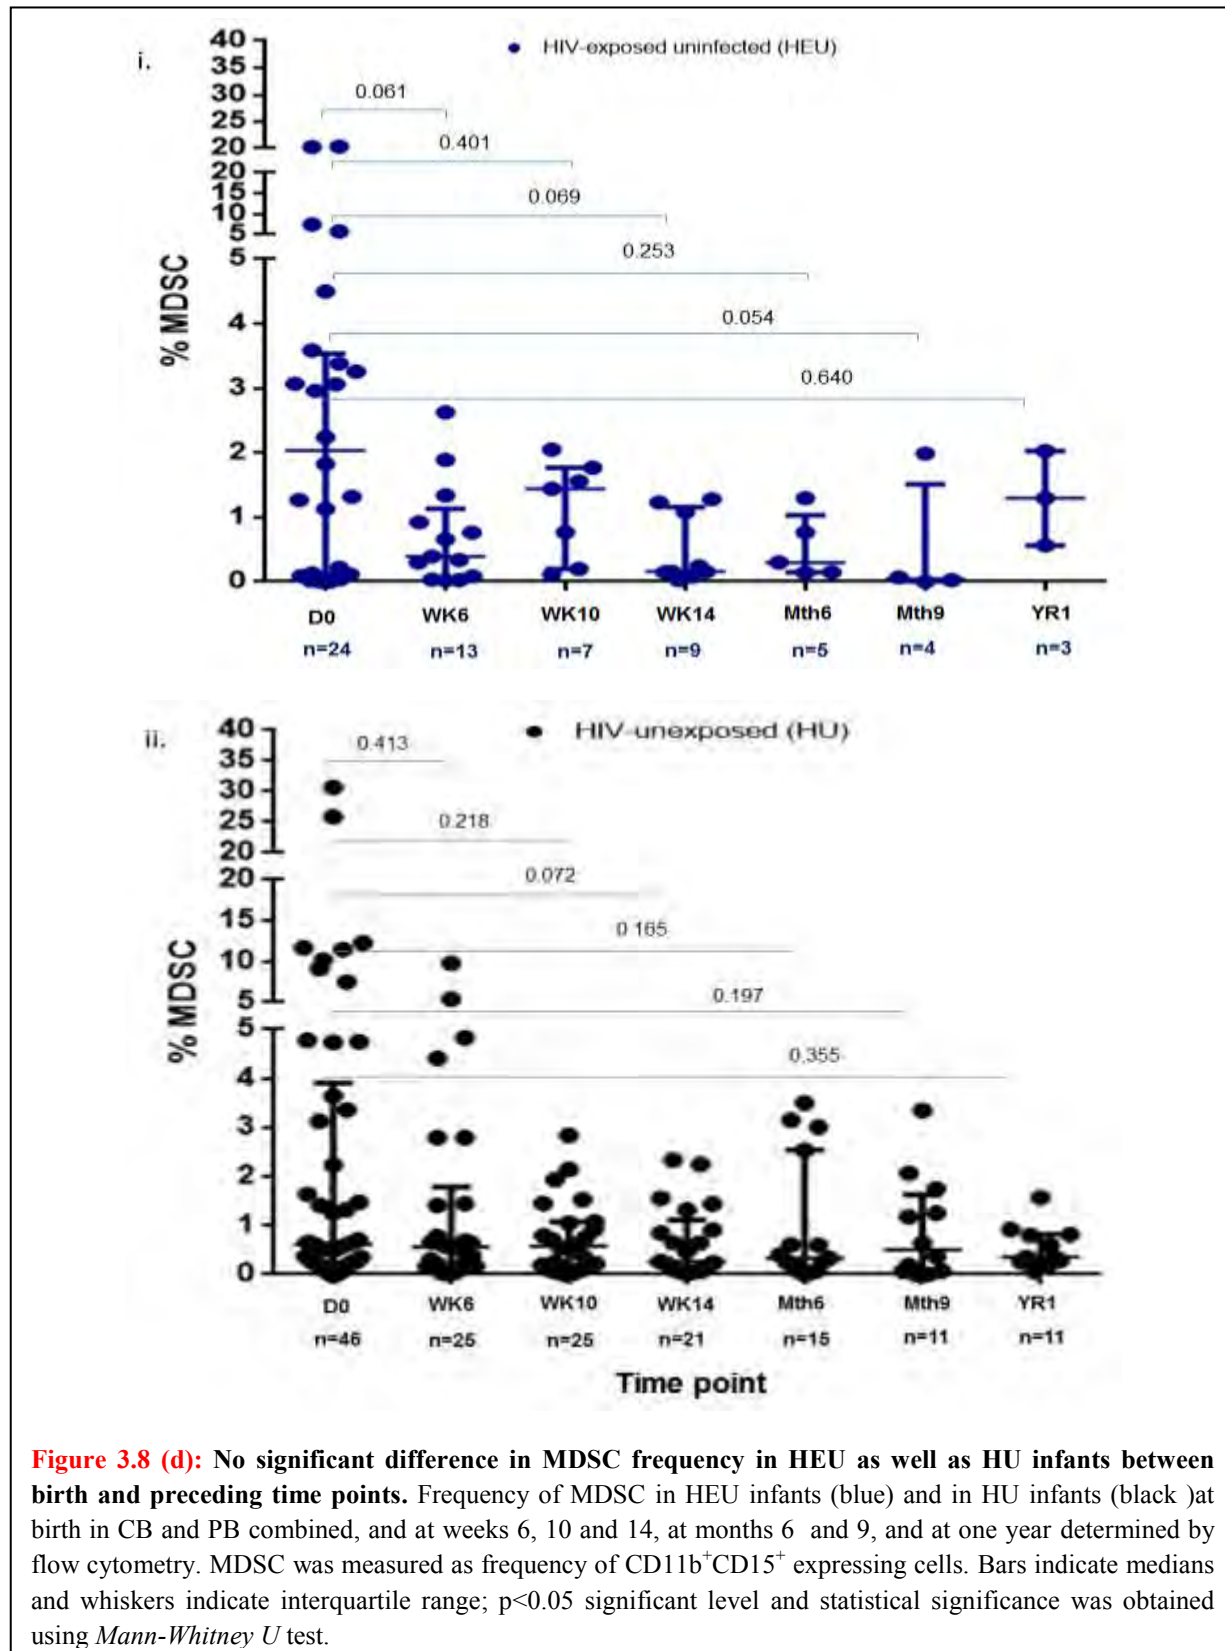 i.
HIV-exposed uninfected (HEU)
40
35
30
25
20
20
15
10
5
5
4
3
2
1
0
% MDSC
0.061
0.401
0.069
0.253
0.054
0.640
D0 WK6 WK10 WK14 Mth6 Mth9 YR1
n=24 n=13 n=7 n=9 n=5 n=4 n=3
ii.
HIV-unexposed (HU)
40
35
30
25
20
20
15
10
5
5
4
3
2
1
0
% MDSC
0.413
0.218
0.072
0.165
0.197
0.355
D0 WK6 WK10 WK14 Mth6 Mth9 YR1
n=46 n=25 n=25 n=21 n=15 n=11 n=11
Time point
Figure 3.8 (d): No significant difference in MDSC frequency in HEU as well as HU infants between
birth and preceding time points. Frequency of MDSC in HEU infants (blue) and in HU infants (black )at
birth in CB and PB combined, and at weeks 6, 10 and 14, at months 6 and 9, and at one year determined by
flow cytometry. MDSC was measured as frequency of CD11b⁺CD15⁺ expressing cells. Bars indicate medians
and whiskers indicate interquartile range; p<0.05 significant level and statistical significance was obtained
using Mann-Whitney U test.